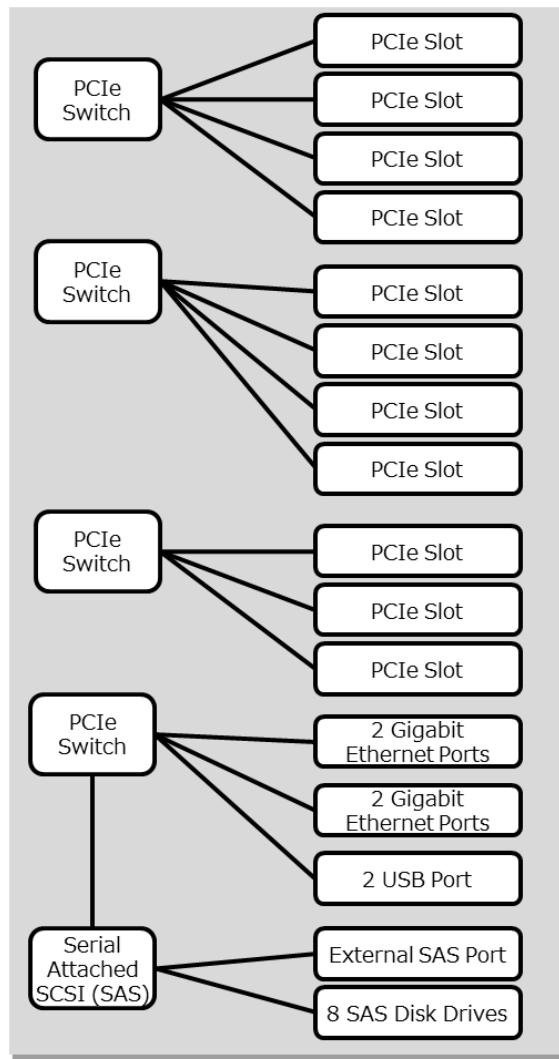 PCIe
Switch
PCIe Slot
PCIe Slot
PCIe Slot
PCIe Slot
PCIe
Switch
PCIe Slot
PCIe Slot
PCIe Slot
PCIe Slot
PCIe
Switch
PCIe Slot
PCIe Slot
PCIe Slot
PCIe
Switch
2 Gigabit
Ethernet Ports
2 Gigabit
Ethernet Ports
2 USB Port
Serial
Attached
SCSI (SAS)
External SAS Port
8 SAS Disk Drives